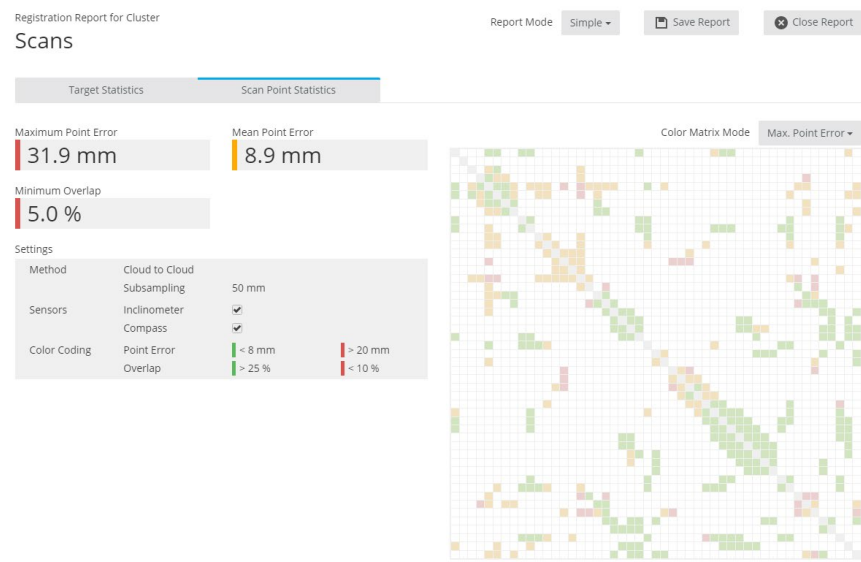 Registration Report for Cluster
Scans
Report Mode Simple Save Report Close Report
Target Statistics Scan Point Statistics
Maximum Point Error Mean Point Error
31.9 mm 8.9 mm
Color Matrix Mode Max. Point Error
Minimum Overlap
5.0 %
Settings
Method Cloud to Cloud
Subsampling 50 mm
Sensors Inclinometer
Compass
Color Coding Point Error < 8 mm > 20 mm
Overlap > 25 % < 10 %